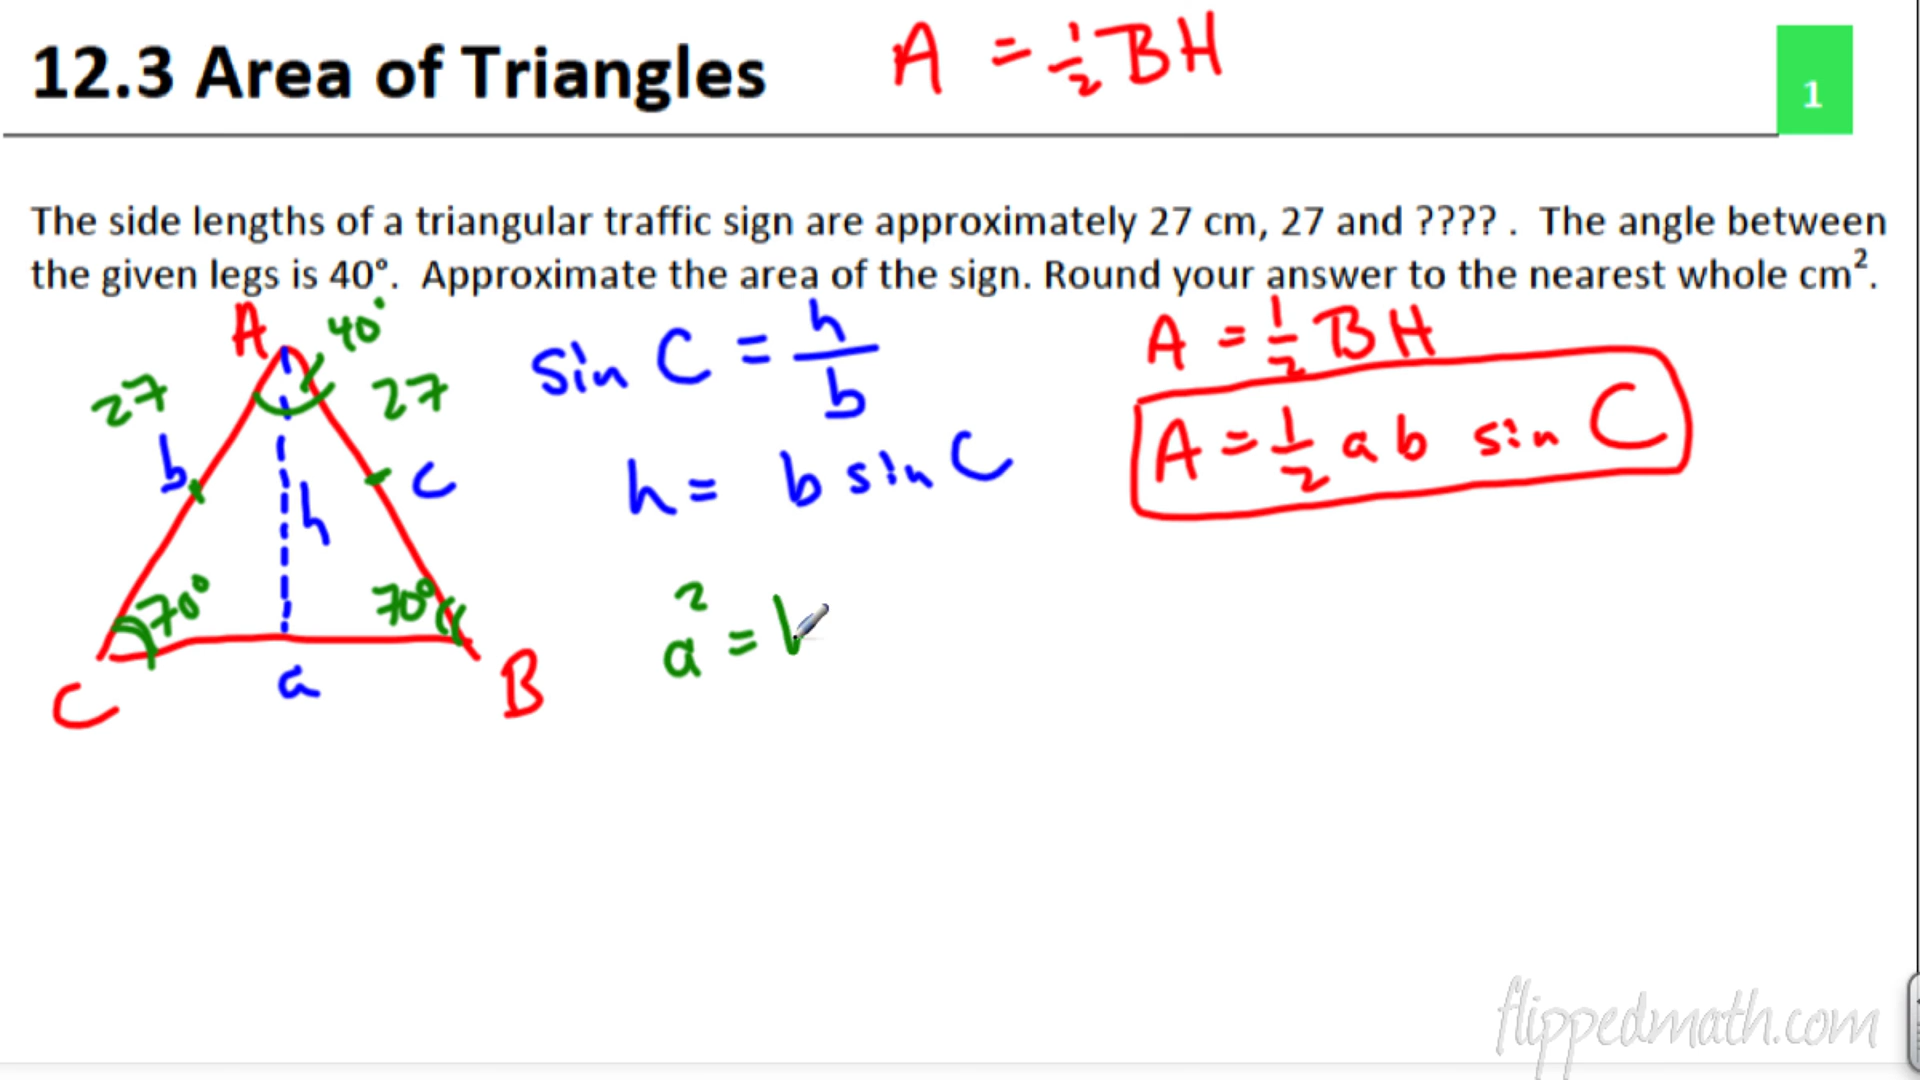 12.3 Area of Triangles
A = 1/2 BH
1
The side lengths of a triangular traffic sign are approximately 27 cm, 27 and ???? . The angle between
the given legs is 40°. Approximate the area of the sign. Round your answer to the nearest whole cm².
A
40°
27
27
b
c
h
70°
70°
C
a
B
sin C = h/b
h = b sin C
a² =
A = 1/2 BH
A = 1/2 a b sin C
flippedmath.com